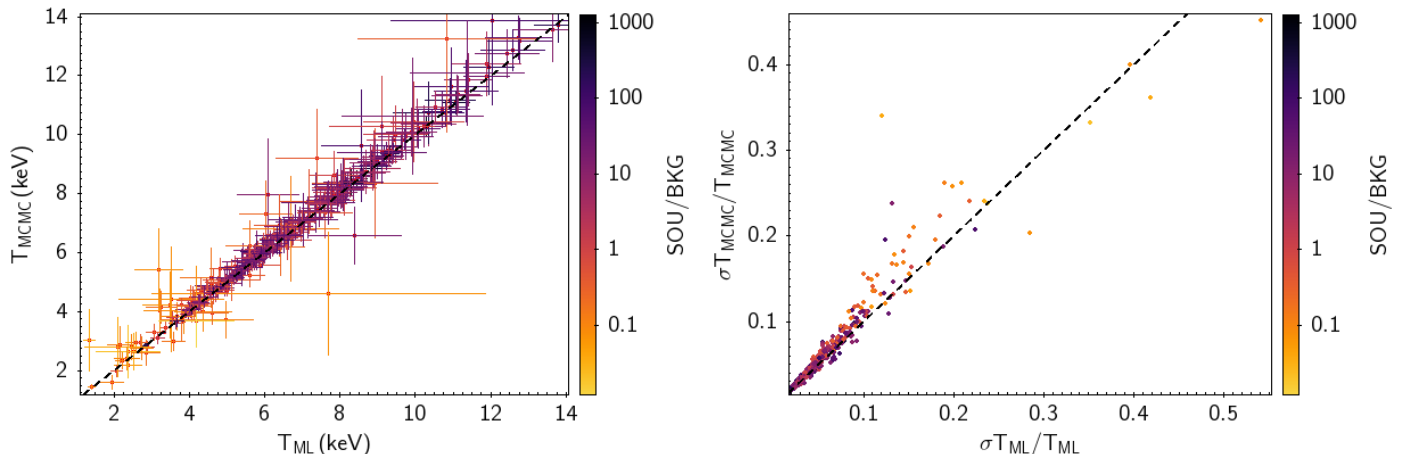 14
12
10
8
6
4
2
T_MCMC (keV)
2 4 6 8 10 12 14
T_ML (keV)
1000
100
10
1
0.1
SOU/BKG
0.4
0.3
0.2
0.1
σT_MCMC/T_MCMC
0.1 0.2 0.3 0.4 0.5
σT_ML/T_ML
1000
100
10
1
0.1
SOU/BKG